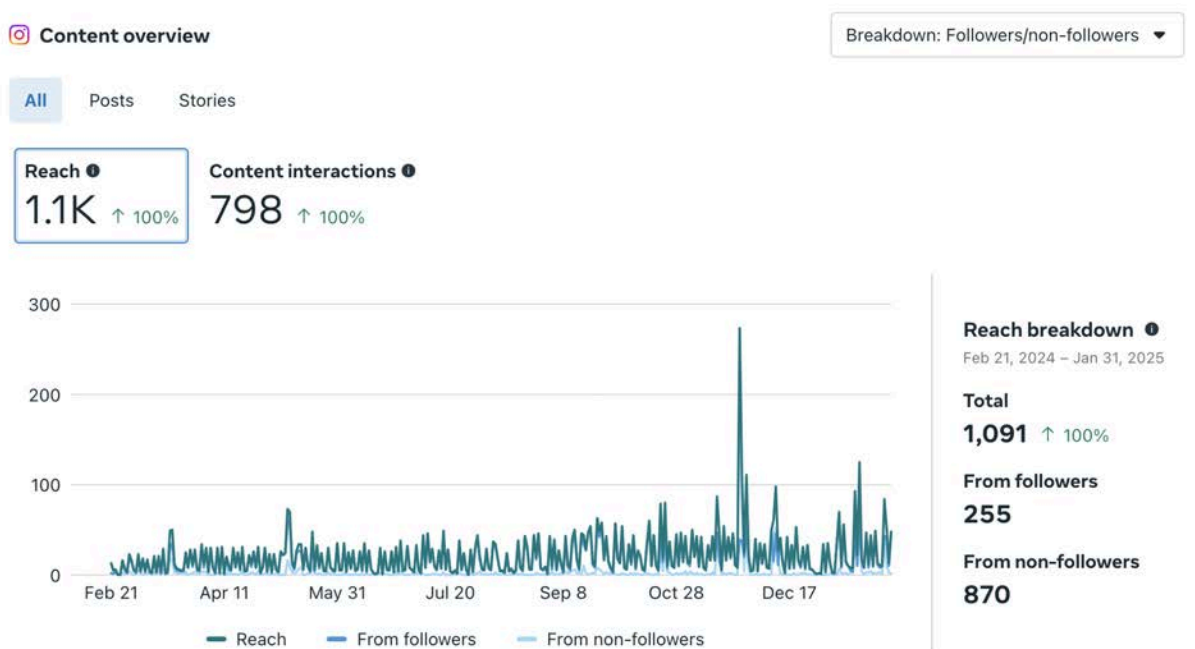 Content overview
Breakdown: Followers/non-followers
All Posts Stories
Reach Content interactions
1.1K ↑ 100% 798 ↑ 100%
300
200
100
0
Feb 21 Apr 11 May 31 Jul 20 Sep 8 Oct 28 Dec 17
Reach From followers From non-followers
Reach breakdown
Feb 21, 2024 – Jan 31, 2025
Total
1,091 ↑ 100%
From followers
255
From non-followers
870